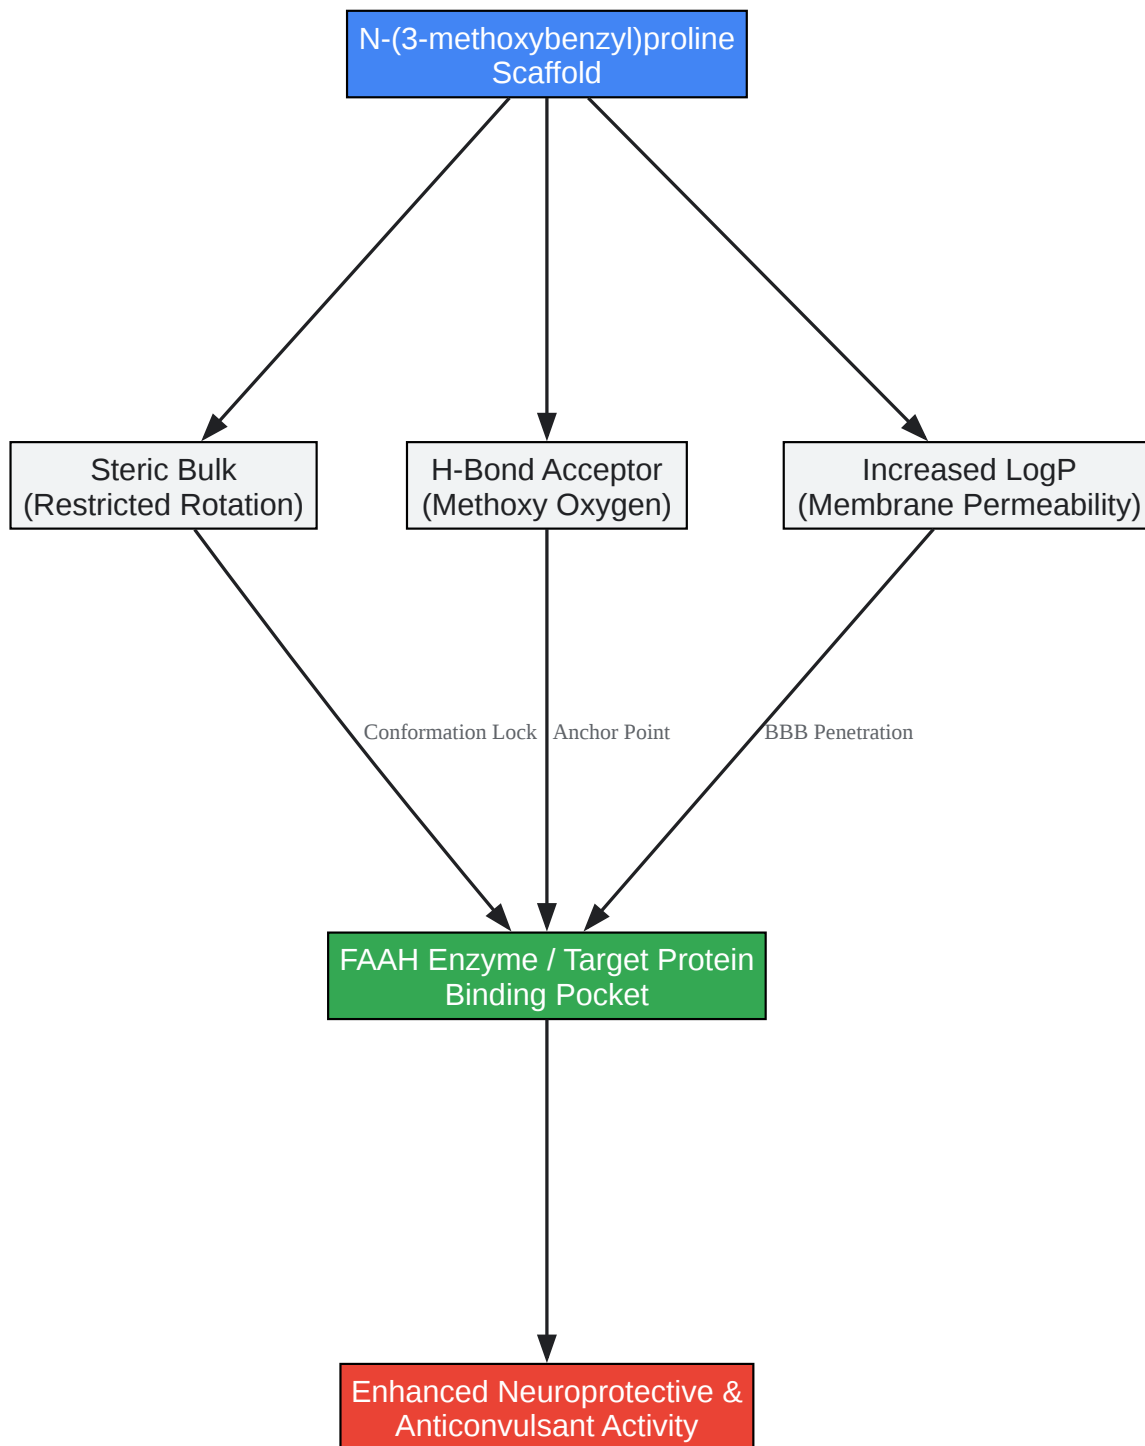 N-(3-methoxybenzyl)proline
Scaffold
Steric Bulk
(Restricted Rotation)
H-Bond Acceptor
(Methoxy Oxygen)
Increased LogP
(Membrane Permeability)
Conformation Lock
Anchor Point
BBB Penetration
FAAH Enzyme / Target Protein
Binding Pocket
Enhanced Neuroprotective &
Anticonvulsant Activity